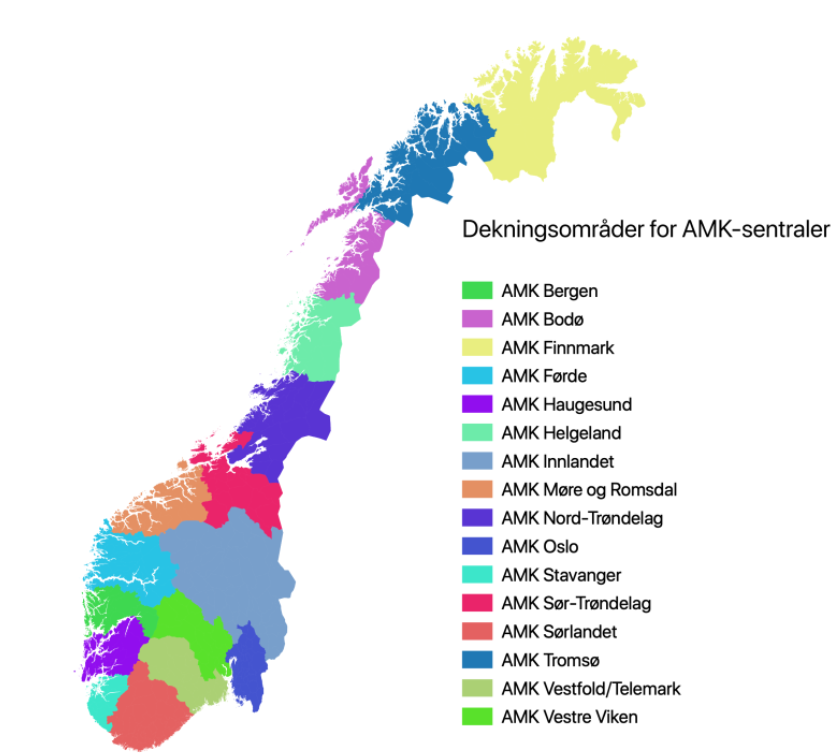 Dekningsområder for AMK-sentraler
AMK Bergen
AMK Bodø
AMK Finnmark
AMK Førde
AMK Haugesund
AMK Helgeland
AMK Innlandet
AMK Møre og Romsdal
AMK Nord-Trøndelag
AMK Oslo
AMK Stavanger
AMK Sør-Trøndelag
AMK Sørlandet
AMK Tromsø
AMK Vestfold/Telemark
AMK Vestre Viken